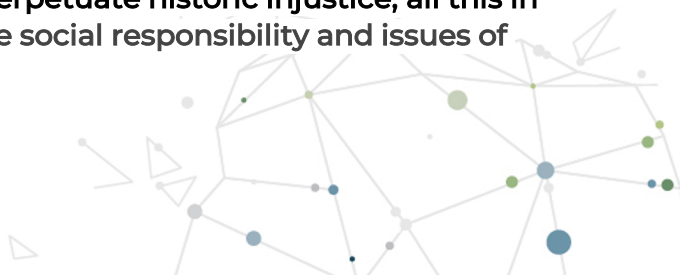 erpetuate historic injustice, all this in
e social responsibility and issues of